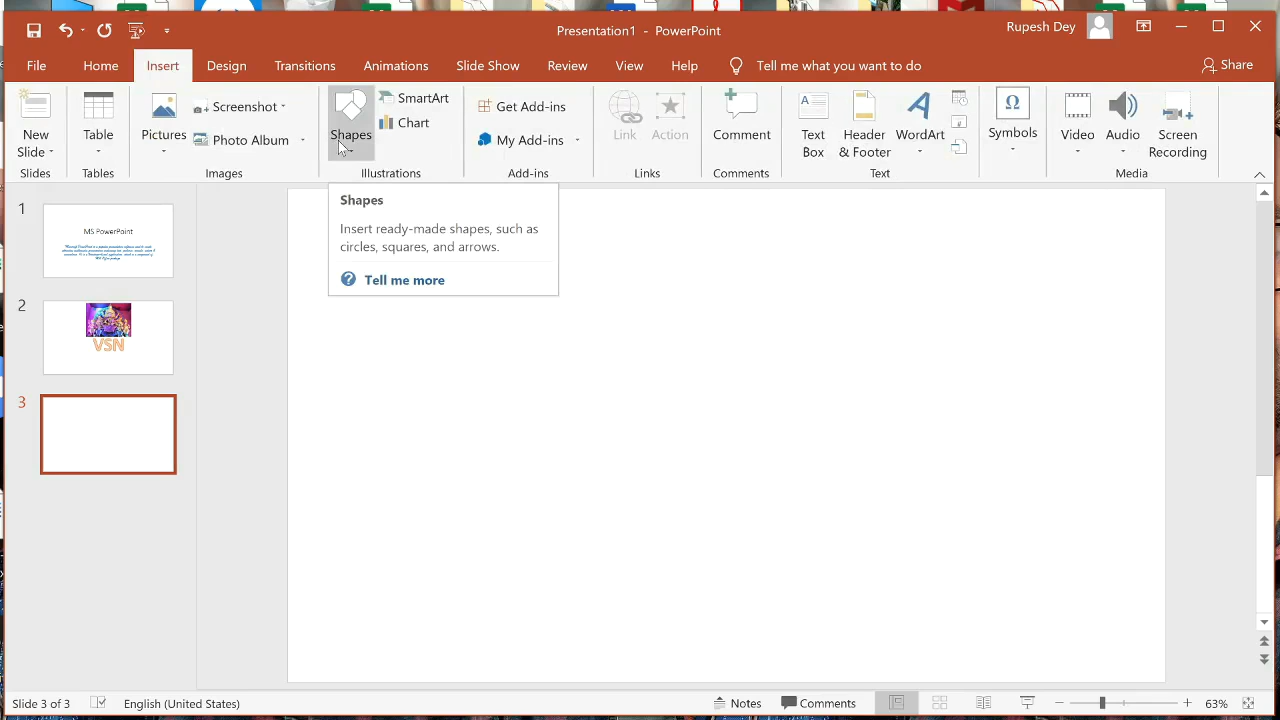 Presentation1 - PowerPoint
Rupesh Dey
File Home Insert Design Transitions Animations Slide Show Review View Help Tell me what you want to do Share
New Slide
Slides
Table
Tables
Pictures
Screenshot
Photo Album
Images
Shapes
SmartArt
Chart
Illustrations
Get Add-ins
My Add-ins
Add-ins
Link
Action
Links
Comment
Comments
Text Box
Header & Footer
WordArt
Text
Symbols
Video
Audio
Screen Recording
Media
Shapes
Insert ready-made shapes, such as
circles, squares, and arrows.
Tell me more
1
MS PowerPoint
2
VSN
3
Slide 3 of 3 English (United States) Notes Comments 63%